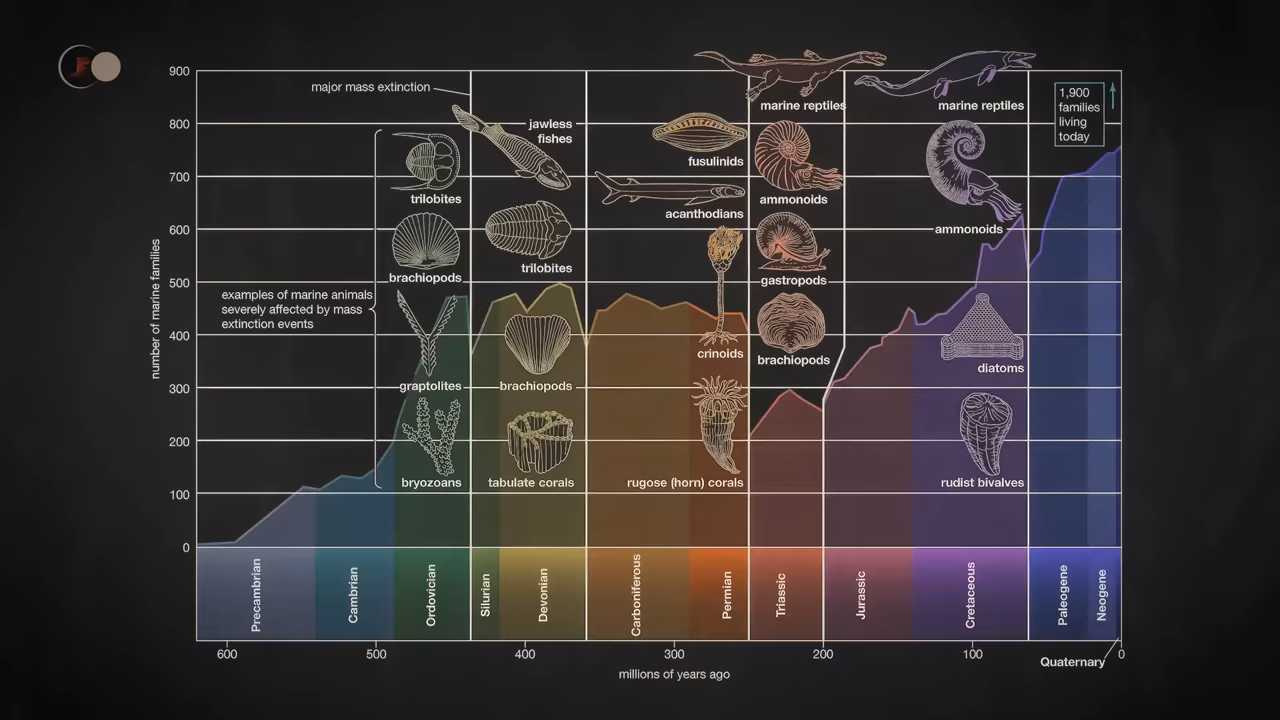 900
800
700
600
500
400
300
200
100
0
number of marine families
major mass extinction
examples of marine animals
severely affected by mass
extinction events
trilobites
brachiopods
graptolites
bryozoans
jawless
fishes
trilobites
brachiopods
tabulate corals
fusulinids
acanthodians
crinoids
rugose (horn) corals
marine reptiles
ammonoids
gastropods
brachiopods
marine reptiles
ammonoids
diatoms
rudist bivalves
1,900
families
living
today
Precambrian
Cambrian
Ordovician
Silurian
Devonian
Carboniferous
Permian
Triassic
Jurassic
Cretaceous
Paleogene
Neogene
Quaternary
600
500
400
300
200
100
0
millions of years ago